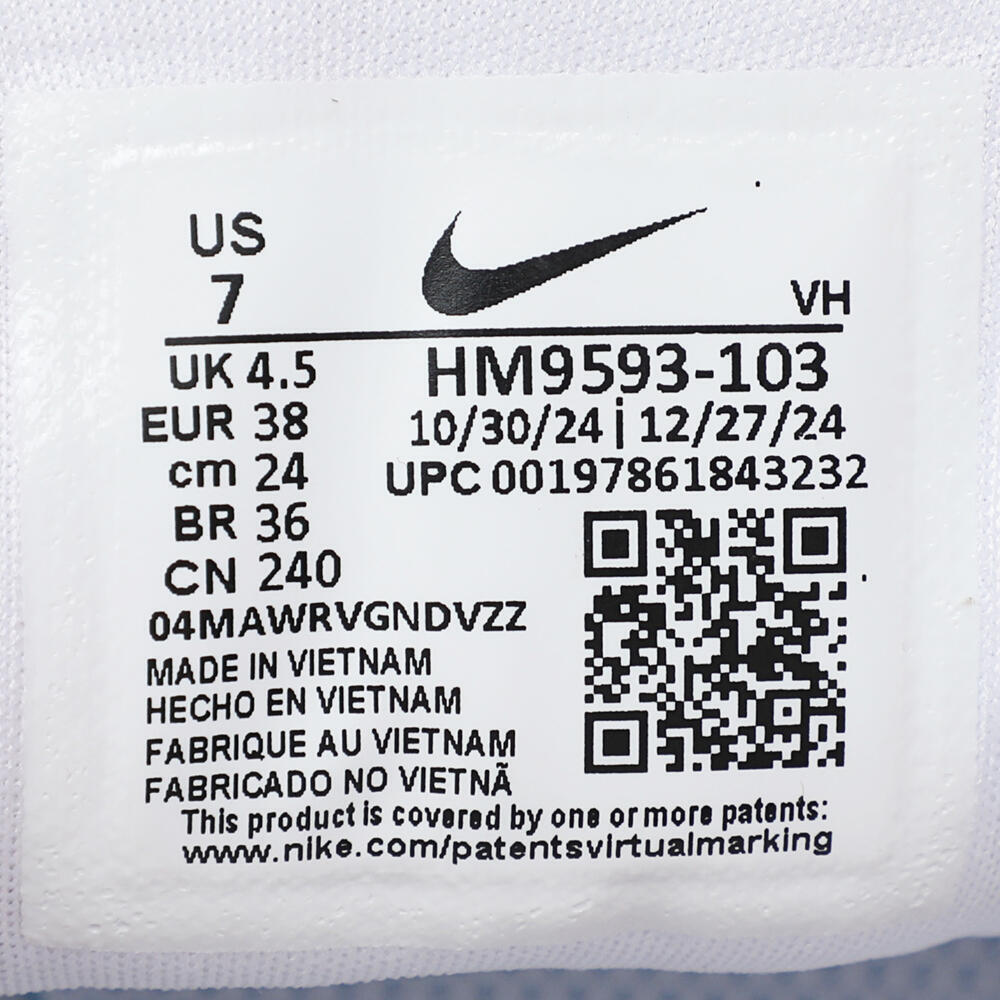 US
7
VH
UK 4.5
HM9593-103
EUR 38
10/30/24 | 12/27/24
cm 24
UPC 001978618432​32
BR 36
CN 240
04MAWRVGNDVZZ
MADE IN VIETNAM
HECHO EN VIETNAM
FABRIQUE AU VIETNAM
FABRICADO NO VIETNÃ
This product is covered by one or more patents:
www.nike.com/patentsvirtualmarking